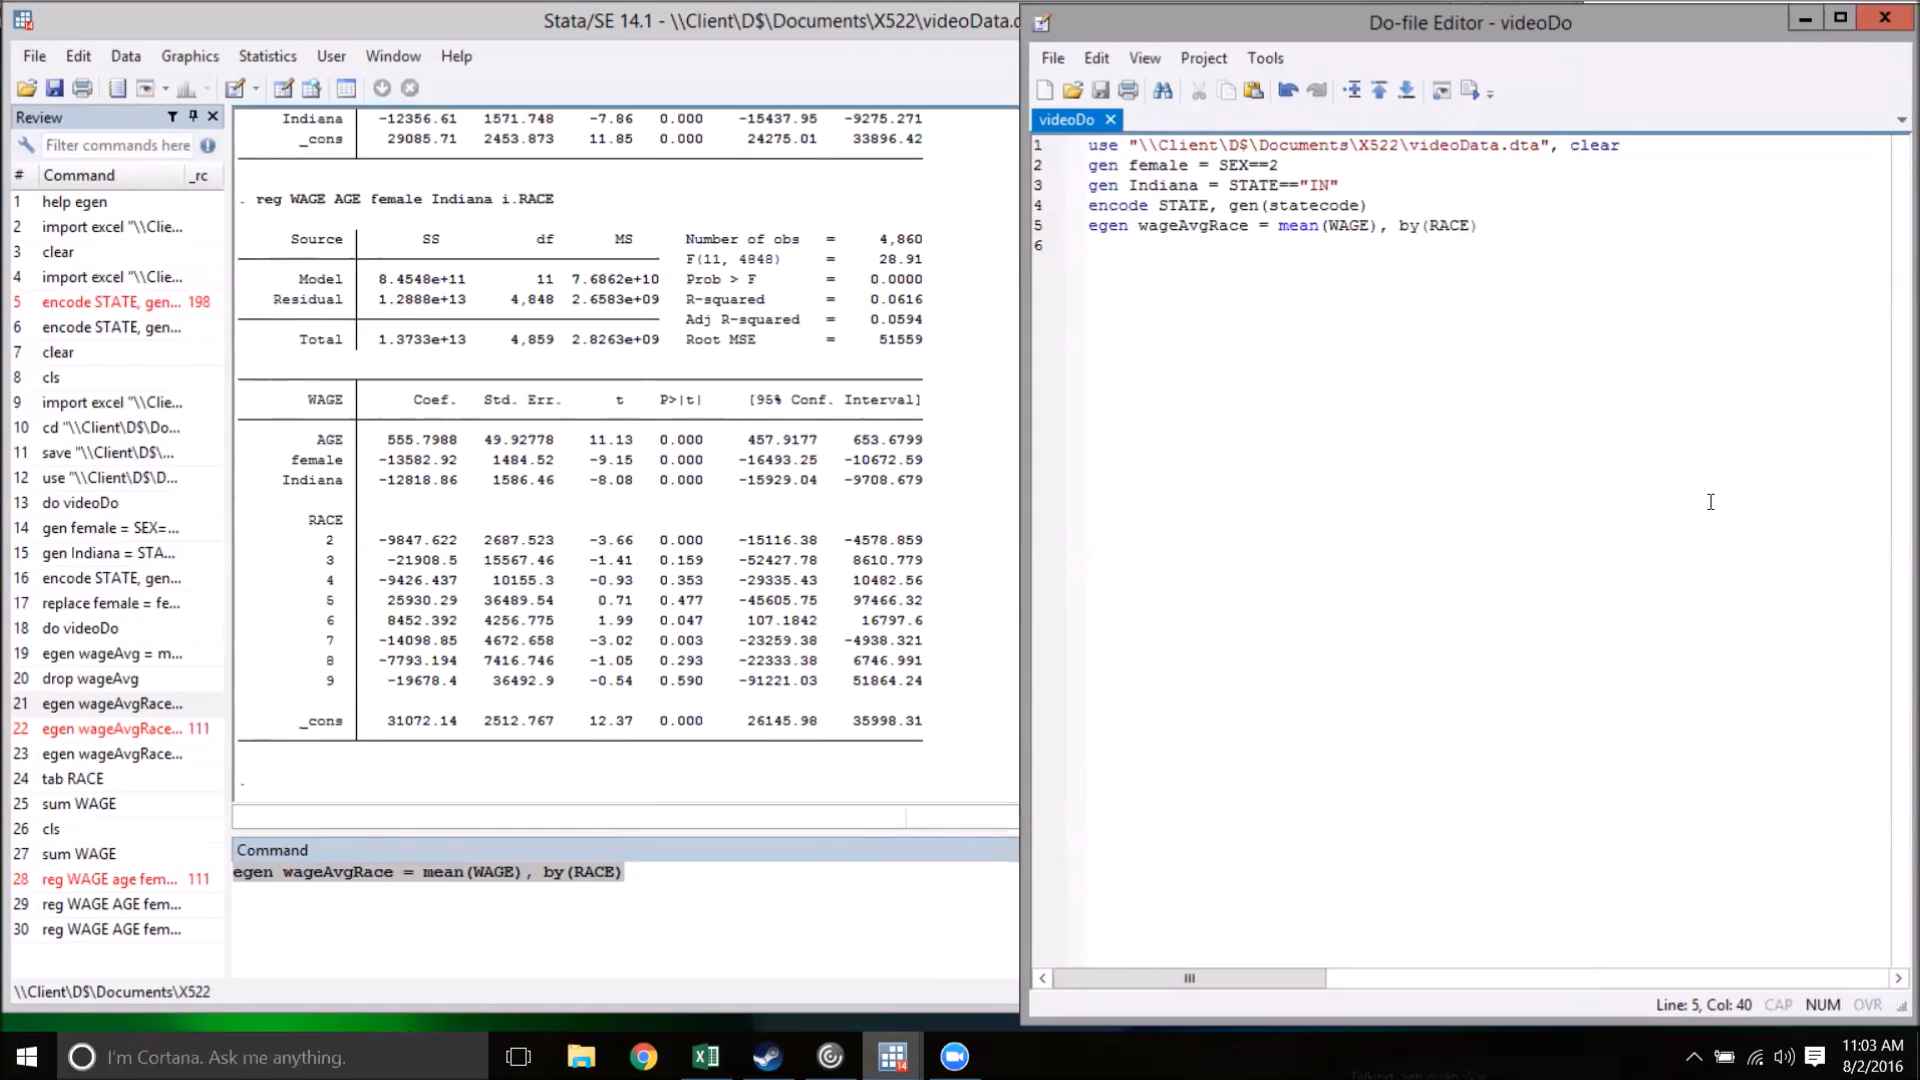 Stata/SE 14.1 - \\Client\D$\Documents\X522\videoData.d
File Edit Data Graphics Statistics User Window Help
Review
Filter commands here
# Command _rc
1 help egen
2 import excel "\\Clie...
3 clear
4 import excel "\\Clie...
5 encode STATE, gen... 198
6 encode STATE, gen...
7 clear
8 cls
9 import excel "\\Clie...
10 cd "\\Client\D$\Do...
11 save "\\Client\D$\...
12 use "\\Client\D$\D...
13 do videoDo
14 gen female = SEX=...
15 gen Indiana = STA...
16 encode STATE, gen...
17 replace female = fe...
18 do videoDo
19 egen wageAvg = m...
20 drop wageAvg
21 egen wageAvgRace...
22 egen wageAvgRace... 111
23 egen wageAvgRace...
24 tab RACE
25 sum WAGE
26 cls
27 sum WAGE
28 reg WAGE age fem... 111
29 reg WAGE AGE fem...
30 reg WAGE AGE fem...
Indiana -12356.61 1571.748 -7.86 0.000 -15437.95 -9275.271
_cons 29085.71 2453.873 11.85 0.000 24275.01 33896.42
. reg WAGE AGE female Indiana i.RACE
Source SS df MS Number of obs = 4,860
F(11, 4848) = 28.91
Model 8.4548e+11 11 7.6862e+10 Prob > F = 0.0000
Residual 1.2888e+13 4,848 2.6583e+09 R-squared = 0.0616
Adj R-squared = 0.0594
Total 1.3733e+13 4,859 2.8263e+09 Root MSE = 51559
WAGE Coef. Std. Err. t P>|t| [95% Conf. Interval]
AGE 555.7988 49.92778 11.13 0.000 457.9177 653.6799
female -13582.92 1484.52 -9.15 0.000 -16493.25 -10672.59
Indiana -12818.86 1586.46 -8.08 0.000 -15929.04 -9708.679
RACE
2 -9847.622 2687.523 -3.66 0.000 -15116.38 -4578.859
3 -21908.5 15567.46 -1.41 0.159 -52427.78 8610.779
4 -9426.437 10155.3 -0.93 0.353 -29335.43 10482.56
5 25930.29 36489.54 0.71 0.477 -45605.75 97466.32
6 8452.392 4256.775 1.99 0.047 107.1842 16797.6
7 -14098.85 4672.658 -3.02 0.003 -23259.38 -4938.321
8 -7793.194 7416.746 -1.05 0.293 -22333.38 6746.991
9 -19678.4 36492.9 -0.54 0.590 -91221.03 51864.24
_cons 31072.14 2512.767 12.37 0.000 26145.98 35998.31
.
Command
egen wageAvgRace = mean(WAGE), by(RACE)
\\Client\D$\Documents\X522
Do-file Editor - videoDo
File Edit View Project Tools
videoDo
1 use "\\Client\D$\Documents\X522\videoData.dta", clear
2 gen female = SEX==2
3 gen Indiana = STATE=="IN"
4 encode STATE, gen(statecode)
5 egen wageAvgRace = mean(WAGE), by(RACE)
6
Line: 5, Col: 40 CAP NUM OVR
I'm Cortana. Ask me anything.
14
11:03 AM
8/2/2016